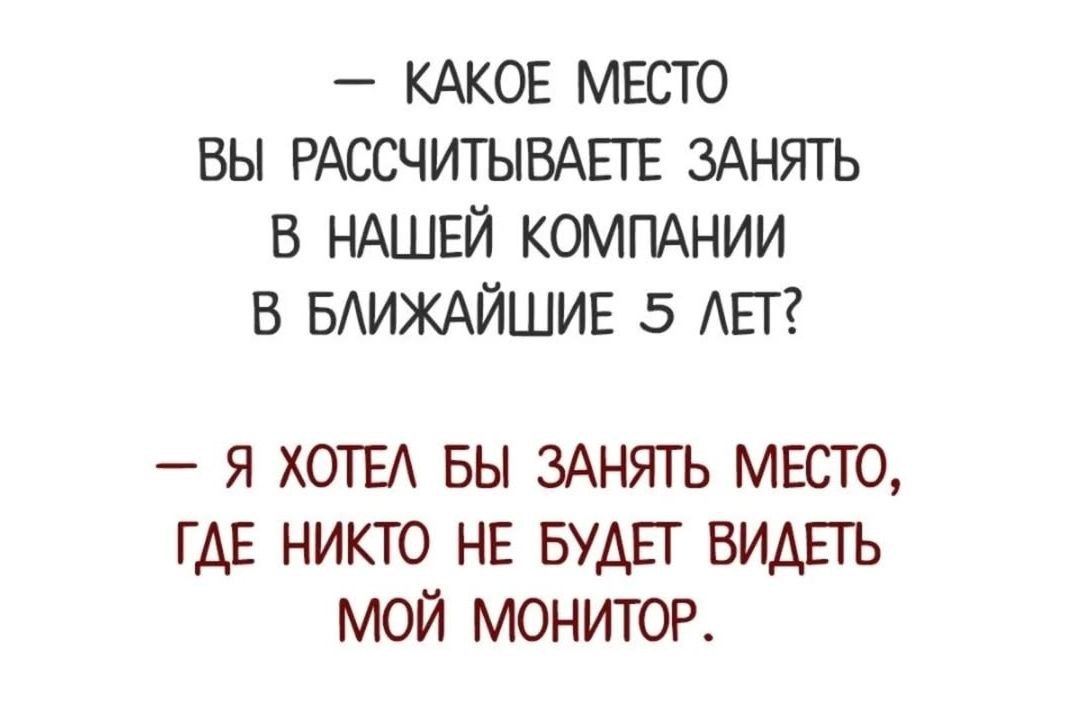 — КАКОЕ МЕСТО
ВЫ РАССЧИТЫВАЕТЕ ЗАНЯТЬ
В НАШЕЙ КОМПАНИИ
В БЛИЖАЙШИЕ 5 ЛЕТ?
— Я ХОТЕЛ БЫ ЗАНЯТЬ МЕСТО,
ГДЕ НИКТО НЕ БУДЕТ ВИДЕТЬ
МОЙ МОНИТОР.